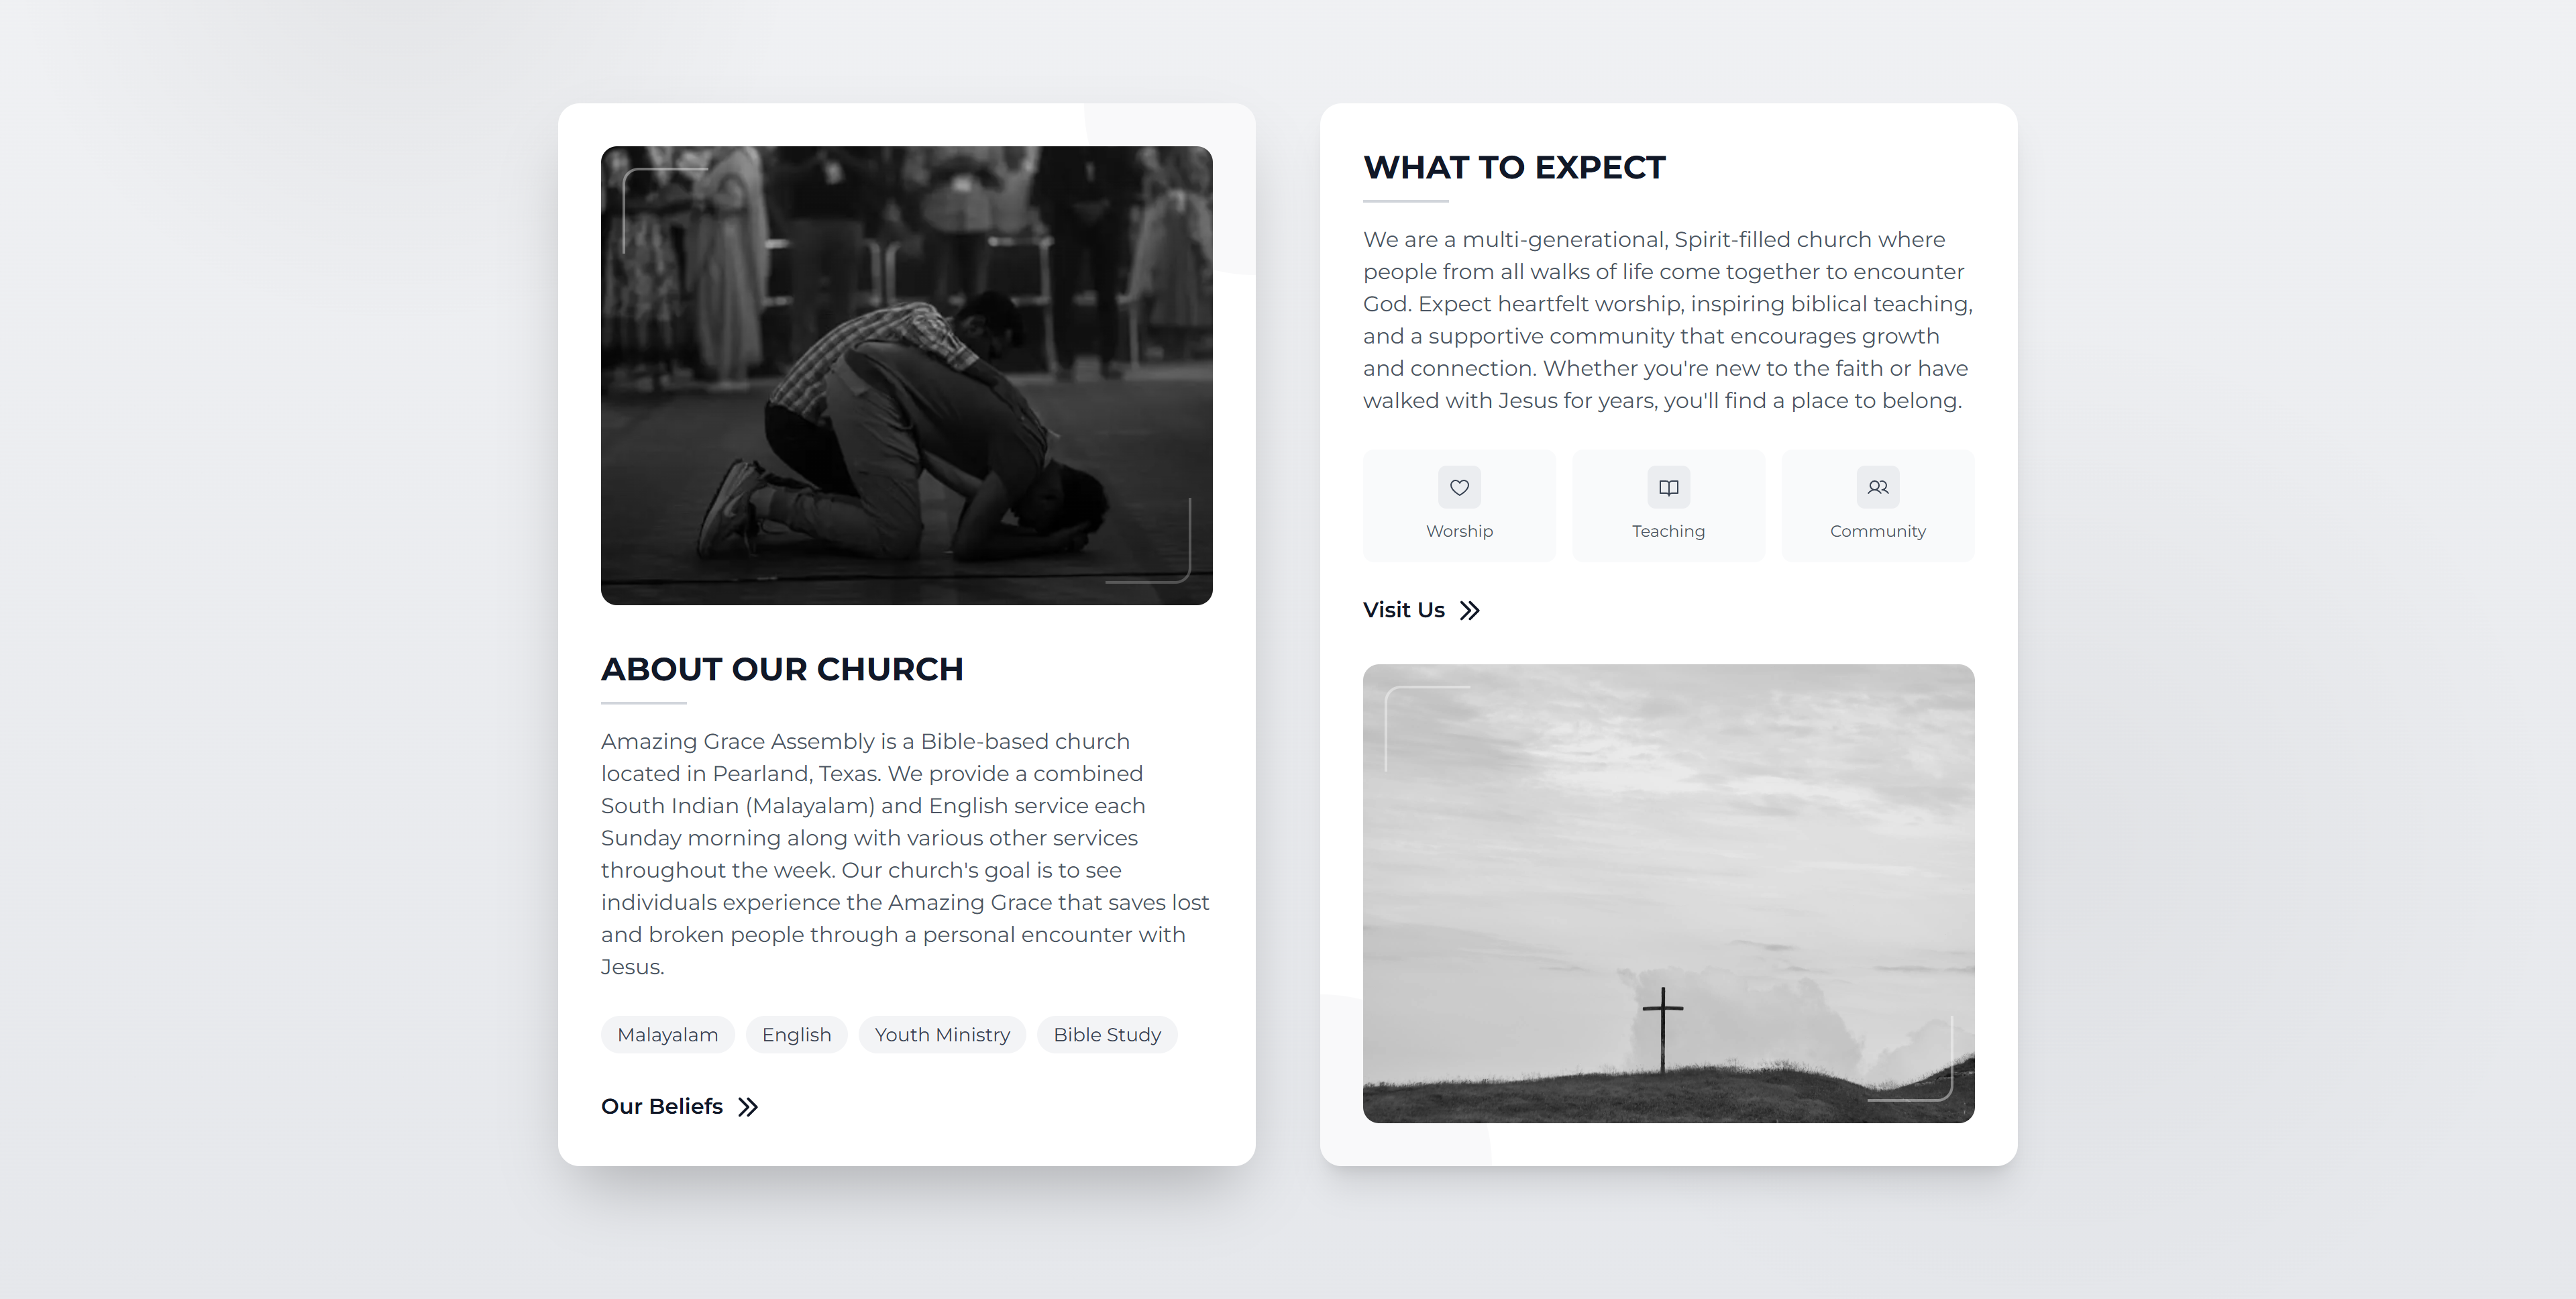 ABOUT OUR CHURCH
Amazing Grace Assembly is a Bible-based church
located in Pearland, Texas. We provide a combined
South Indian (Malayalam) and English service each
Sunday morning along with various other services
throughout the week. Our church's goal is to see
individuals experience the Amazing Grace that saves lost
and broken people through a personal encounter with
Jesus.
Malayalam English Youth Ministry Bible Study
Our Beliefs
WHAT TO EXPECT
We are a multi-generational, Spirit-filled church where
people from all walks of life come together to encounter
God. Expect heartfelt worship, inspiring biblical teaching,
and a supportive community that encourages growth
and connection. Whether you're new to the faith or have
walked with Jesus for years, you'll find a place to belong.
Worship Teaching Community
Visit Us